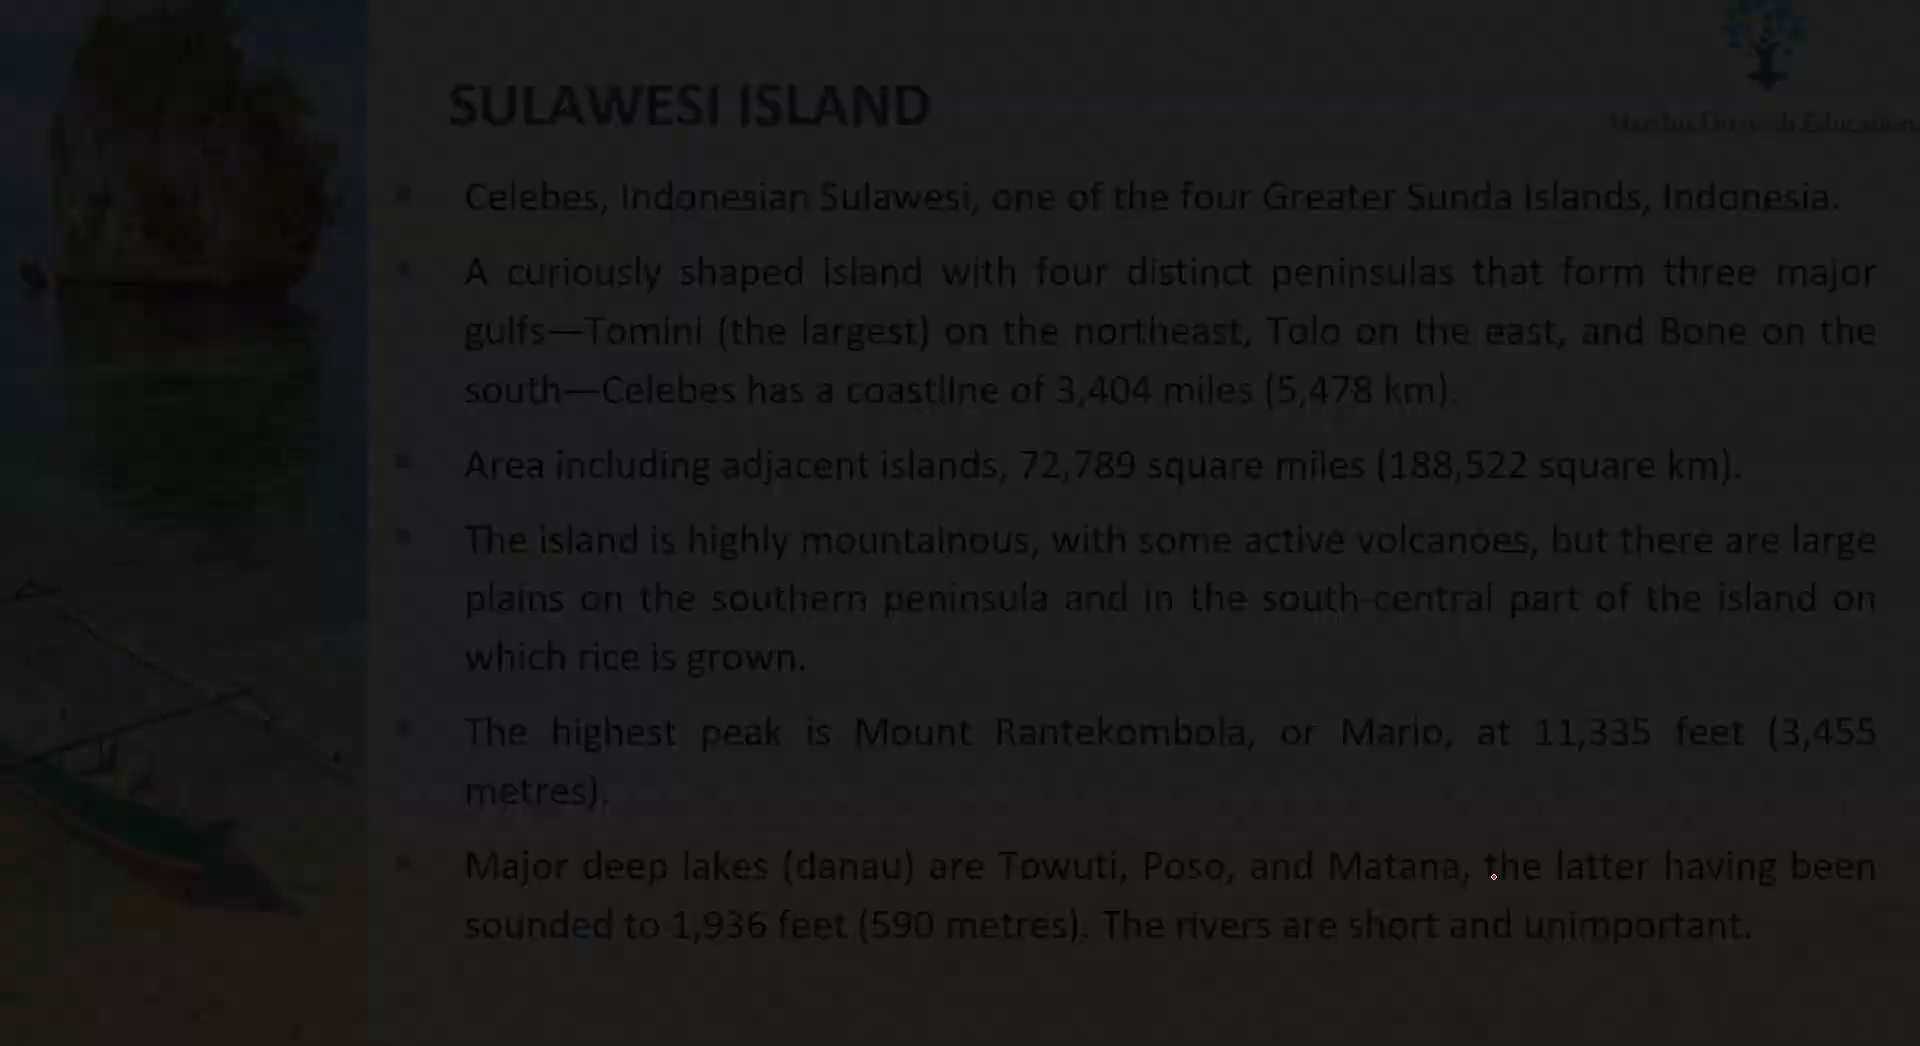 SULAWESI ISLAND
Celebes, Indonesian Sulawesi, one of the four Greater Sunda Islands, Indonesia.
A curiously shaped island with four distinct peninsulas that form three major
gulfs—Tomini (the largest) on the northeast, Tolo on the east, and Bone on the
south—Celebes has a coastline of 3,404 miles (5,478 km).
Area including adjacent islands, 72,789 square miles (188,522 square km).
The island is highly mountainous, with some active volcanoes, but there are large
plains on the southern peninsula and in the south-central part of the island on
which rice is grown.
The highest peak is Mount Rantekombola, or Mario, at 11,335 feet (3,455
metres).
Major deep lakes (danau) are Towuti, Poso, and Matana, the latter having been
sounded to 1,936 feet (590 metres). The rivers are short and unimportant.